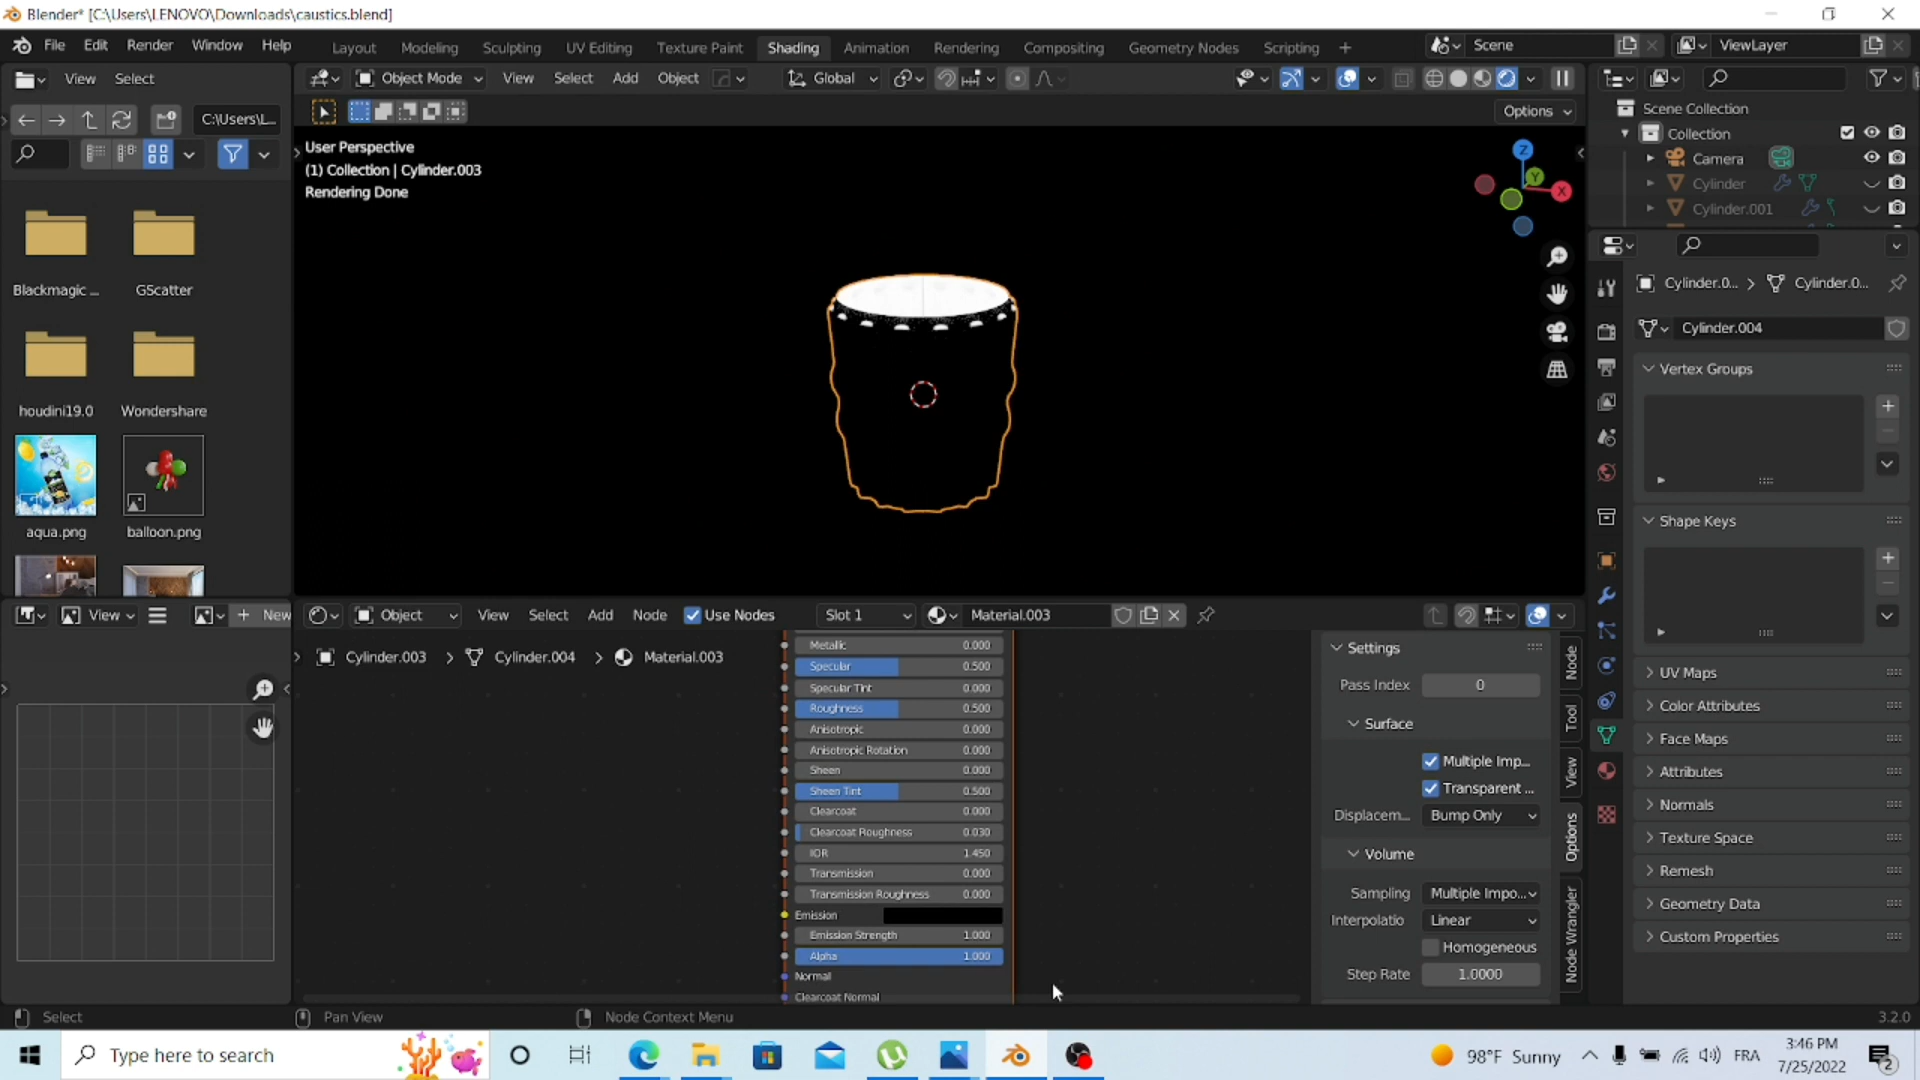 Blender* [C:\Users\LENOVO\Downloads\caustics.blend]
File Edit Render Window Help
Layout Modeling Sculpting UV Editing Texture Paint Shading Animation Rendering Compositing Geometry Nodes Scripting
Scene
ViewLayer
View Select
Object Mode View Select Add Object Global
C:\Users\L...
Options
User Perspective
(1) Collection | Cylinder.003
Rendering Done
Z
Y
X
Scene Collection
Collection
Camera
Cylinder
Cylinder.001
Cylinder.0... Cylinder.0...
Cylinder.004
Vertex Groups
Shape Keys
UV Maps
Color Attributes
Face Maps
Attributes
Normals
Texture Space
Remesh
Geometry Data
Custom Properties
Blackmagic ... GScatter
houdini19.0 Wondershare
aqua.png balloon.png
View New
Object View Select Add Node Use Nodes Slot 1 Material.003
Cylinder.003 Cylinder.004 Material.003
Metallic 0.000
Specular 0.500
Specular Tint 0.000
Roughness 0.500
Anisotropic 0.000
Anisotropic Rotation 0.000
Sheen 0.000
Sheen Tint 0.500
Clearcoat 0.000
Clearcoat Roughness 0.030
IOR 1.450
Transmission 0.000
Transmission Roughness 0.000
Emission
Emission Strength 1.000
Alpha 1.000
Normal
Clearcoat Normal
Settings
Pass Index 0
Surface
Multiple Imp...
Transparent ...
Displacem... Bump Only
Volume
Sampling Multiple Impo...
Interpolatio Linear
Homogeneous
Step Rate 1.0000
Node
Tool
View
Options
Node Wrangler
Select Pan View Node Context Menu 3.2.0
Type here to search
98°F Sunny
FRA
3:46 PM
7/25/2022
2